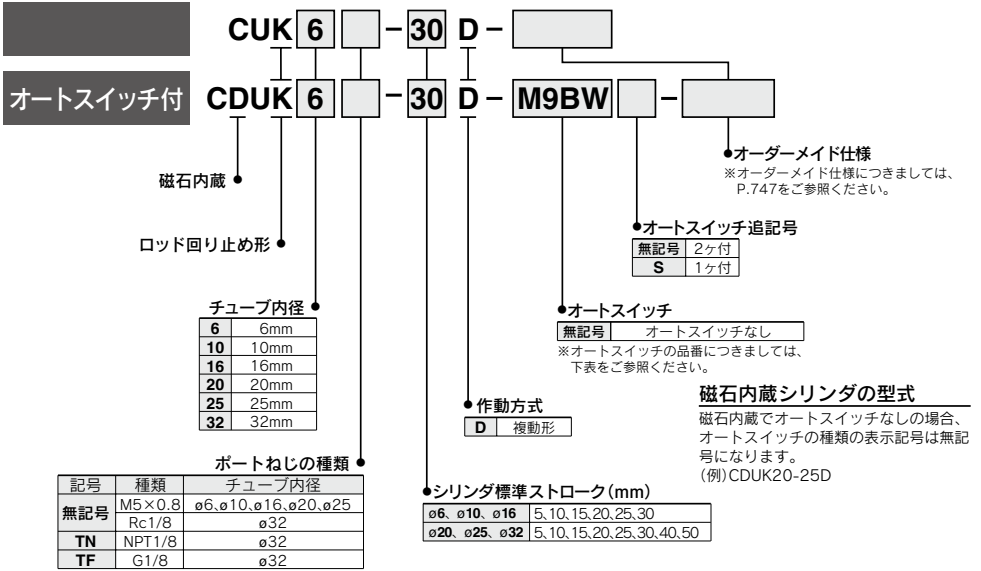 CUK 6 - 30 D -
オートスイッチ付 CDUK 6 - 30 D - M9BW -
磁石内蔵
ロッド回り止め形
チューブ内径
6 6mm
10 10mm
16 16mm
20 20mm
25 25mm
32 32mm
ポートねじの種類
記号 種類 チューブ内径
無記号 M5×0.8 ø6、ø10、ø16、ø20、ø25
Rc1/8 ø32
TN NPT1/8 ø32
TF G1/8 ø32
シリンダ標準ストローク(mm)
ø6、ø10、ø16 5、10、15、20、25、30
ø20、ø25、ø32 5、10、15、20、25、30、40、50
作動方式
D 複動形
オートスイッチ
無記号 オートスイッチなし
※オートスイッチの品番につきましては、
下表をご参照ください。
オートスイッチ追記号
無記号 2ヶ付
S 1ヶ付
オーダーメイド仕様
※オーダーメイド仕様につきましては、
P.747をご参照ください。
磁石内蔵シリンダの型式
磁石内蔵でオートスイッチなしの場合、
オートスイッチの種類の表示記号は無記
号になります。
(例)CDUK20-25D